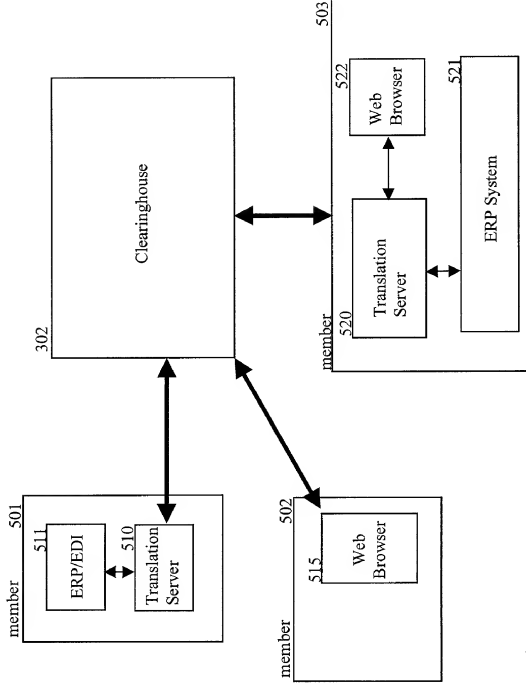 302
Clearinghouse
member
501
511
ERP/EDI
510
Translation
Server
member
502
515
Web
Browser
member
503
520
Translation
Server
522
Web
Browser
521
ERP System